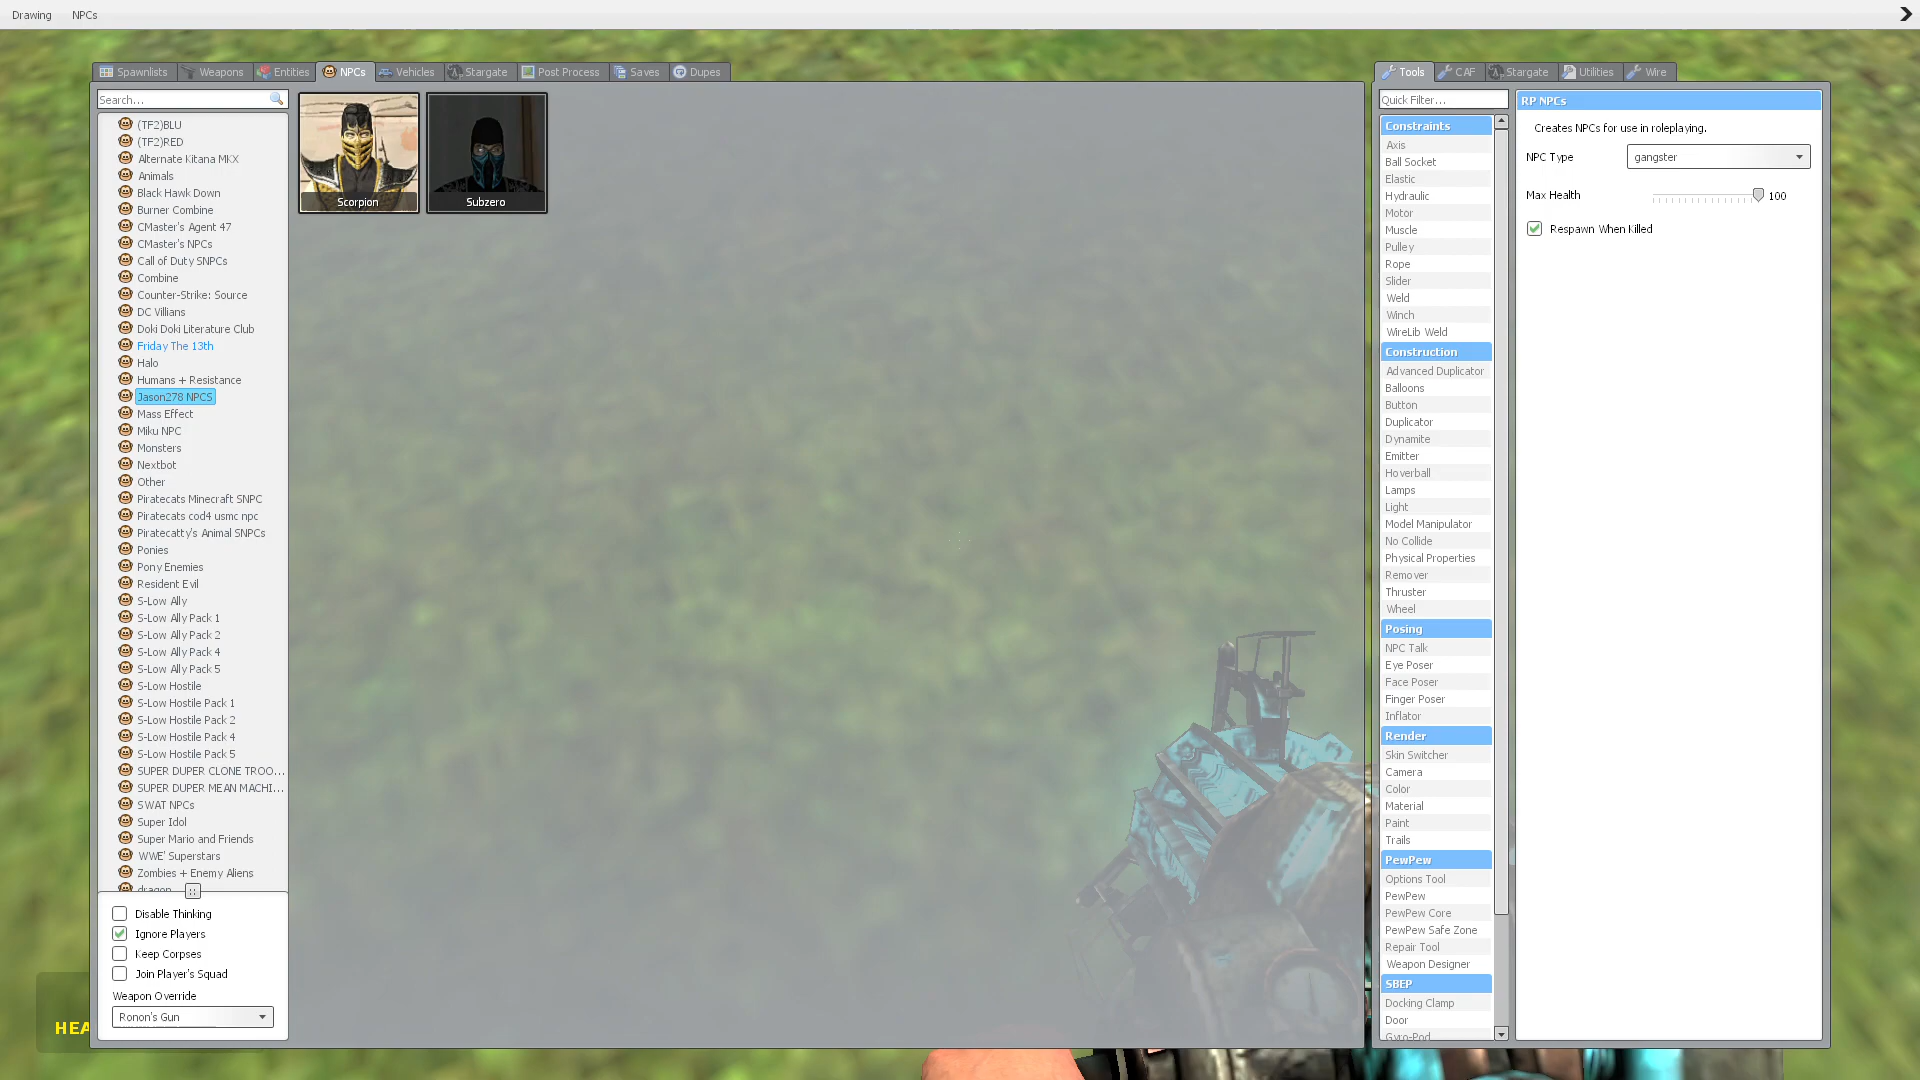 Drawing NPCs
Spawnlists Weapons Entities NPCs Vehicles Stargate Post Process Saves Dupes
Search...
(TF2)BLU
(TF2)RED
Alternate Kitana MKX
Animals
Black Hawk Down
Burner Combine
CMaster's Agent 47
CMaster's NPCs
Call of Duty SNPCs
Combine
Counter-Strike: Source
DC Villians
Doki Doki Literature Club
Friday The 13th
Halo
Humans + Resistance
Jason278 NPCS
Mass Effect
Miku NPC
Monsters
Nextbot
Other
Piratecats Minecraft SNPC
Piratecats cod4 usmc npc
Piratecatty's Animal SNPCs
Ponies
Pony Enemies
Resident Evil
S-Low Ally
S-Low Ally Pack 1
S-Low Ally Pack 2
S-Low Ally Pack 4
S-Low Ally Pack 5
S-Low Hostile
S-Low Hostile Pack 1
S-Low Hostile Pack 2
S-Low Hostile Pack 4
S-Low Hostile Pack 5
SUPER DUPER CLONE TROO...
SUPER DUPER MEAN MACHI...
SWAT NPCs
Super Idol
Super Mario and Friends
WWE' Superstars
Zombies + Enemy Aliens
dragon
Disable Thinking
Ignore Players
Keep Corpses
Join Player's Squad
Weapon Override
Ronon's Gun
HEA
Scorpion
Subzero
Tools CAF Stargate Utilities Wire
Quick Filter...
Constraints
Axis
Ball Socket
Elastic
Hydraulic
Motor
Muscle
Pulley
Rope
Slider
Weld
Winch
WireLib Weld
Construction
Advanced Duplicator
Balloons
Button
Duplicator
Dynamite
Emitter
Hoverball
Lamps
Light
Model Manipulator
No Collide
Physical Properties
Remover
Thruster
Wheel
Posing
NPC Talk
Eye Poser
Face Poser
Finger Poser
Inflator
Render
Skin Switcher
Camera
Color
Material
Paint
Trails
PewPew
Options Tool
PewPew
PewPew Core
PewPew Safe Zone
Repair Tool
Weapon Designer
SBEP
Docking Clamp
Door
Gyro-Pod
RP NPCs
Creates NPCs for use in roleplaying.
NPC Type gangster
Max Health 100
Respawn When Killed